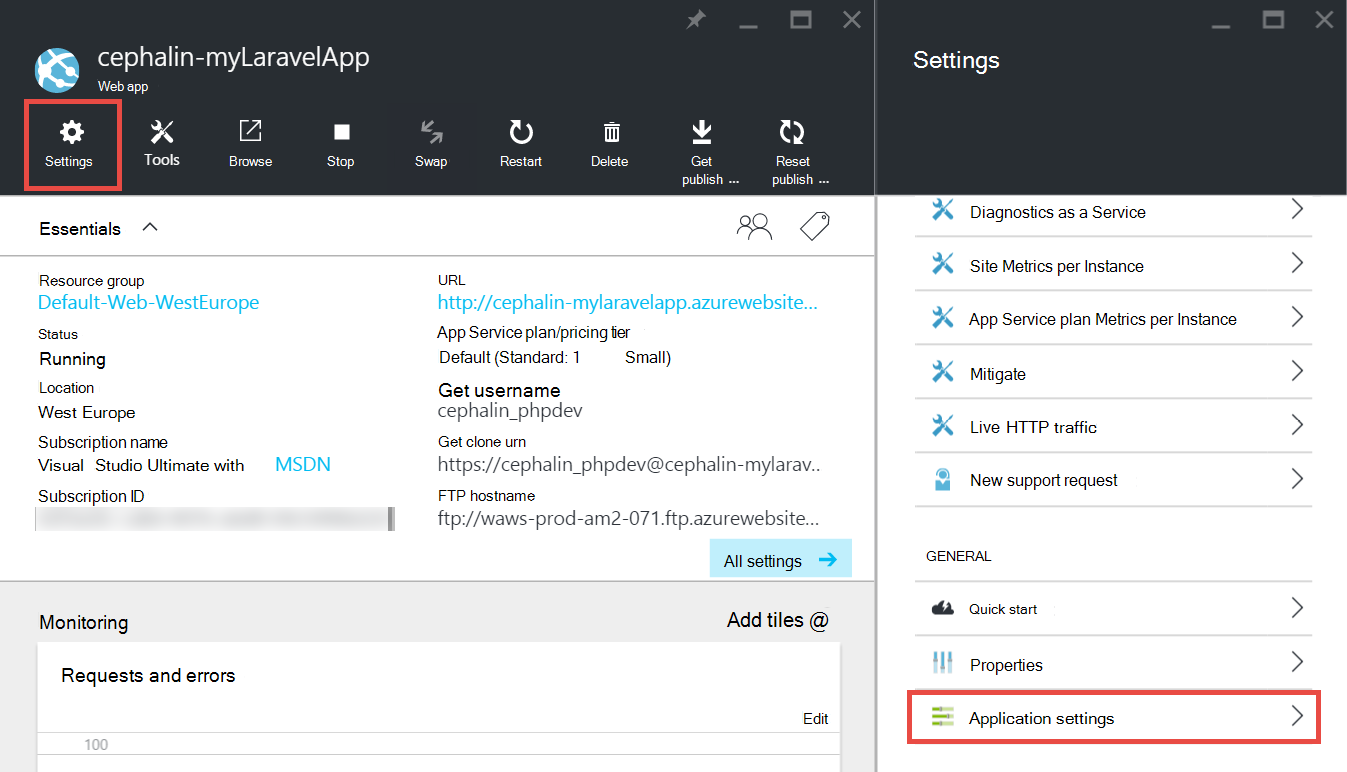 cephalin-myLaravelApp
Web app
Settings
Tools
Browse
Stop
Swap
Restart
Delete
Get
publish ...
Reset
publish ...
Essentials
Resource group
Default-Web-WestEurope
Status
Running
Location
West Europe
Subscription name
Visual Studio Ultimate with MSDN
Subscription ID
URL
http://cephalin-mylaravelapp.azurewebsite...
App Service plan/pricing tier
Default (Standard: 1 Small)
Get username
cephalin_phpdev
Get clone urn
https://cephalin_phpdev@cephalin-mylarav..
FTP hostname
ftp://waws-prod-am2-071.ftp.azurewebsite...
All settings
Monitoring
Add tiles @
Requests and errors
Edit
100
Settings
Diagnostics as a Service
Site Metrics per Instance
App Service plan Metrics per Instance
Mitigate
Live HTTP traffic
New support request
GENERAL
Quick start
Properties
Application settings